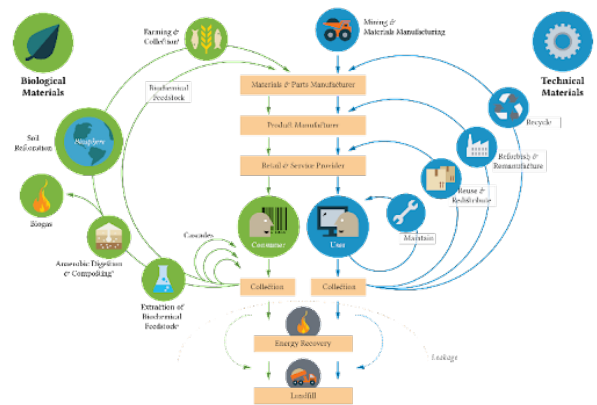 Farming &
Collection¹
Mining &
Materials Manufacturing
Biological
Materials
Technical
Materials
Biochemical
Feedstock
Materials & Parts Manufacturer
Recycle
Product Manufacturer
Soil
Restoration
Biosphere
Refurbish &
Remanufacture
Retail & Service Provider
Reuse &
Redistribute
Biogas
Cascades
Consumer
User
Maintain
Anaerobic Digestion
& Composting²
Collection
Collection
Extraction of
Biochemical
Feedstock²
Energy Recovery
Leakage
Landfill